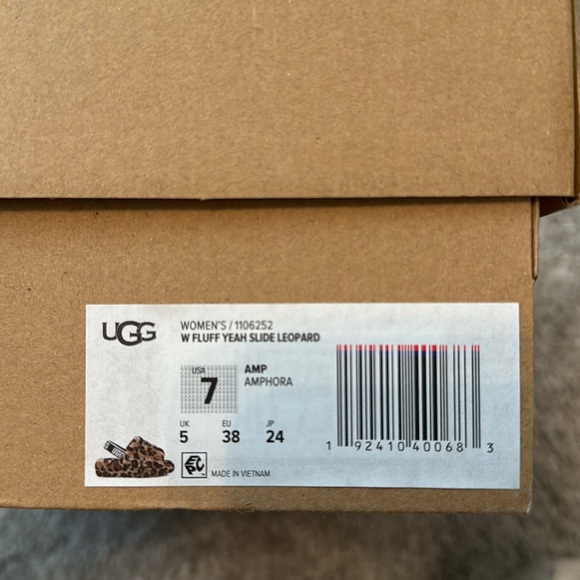 UGG
WOMEN'S / 1106252
W FLUFF YEAH SLIDE LEOPARD
USA
7
AMP
AMPHORA
UK EU JP
5 38 24
MADE IN VIETNAM
1 92410 40068 3